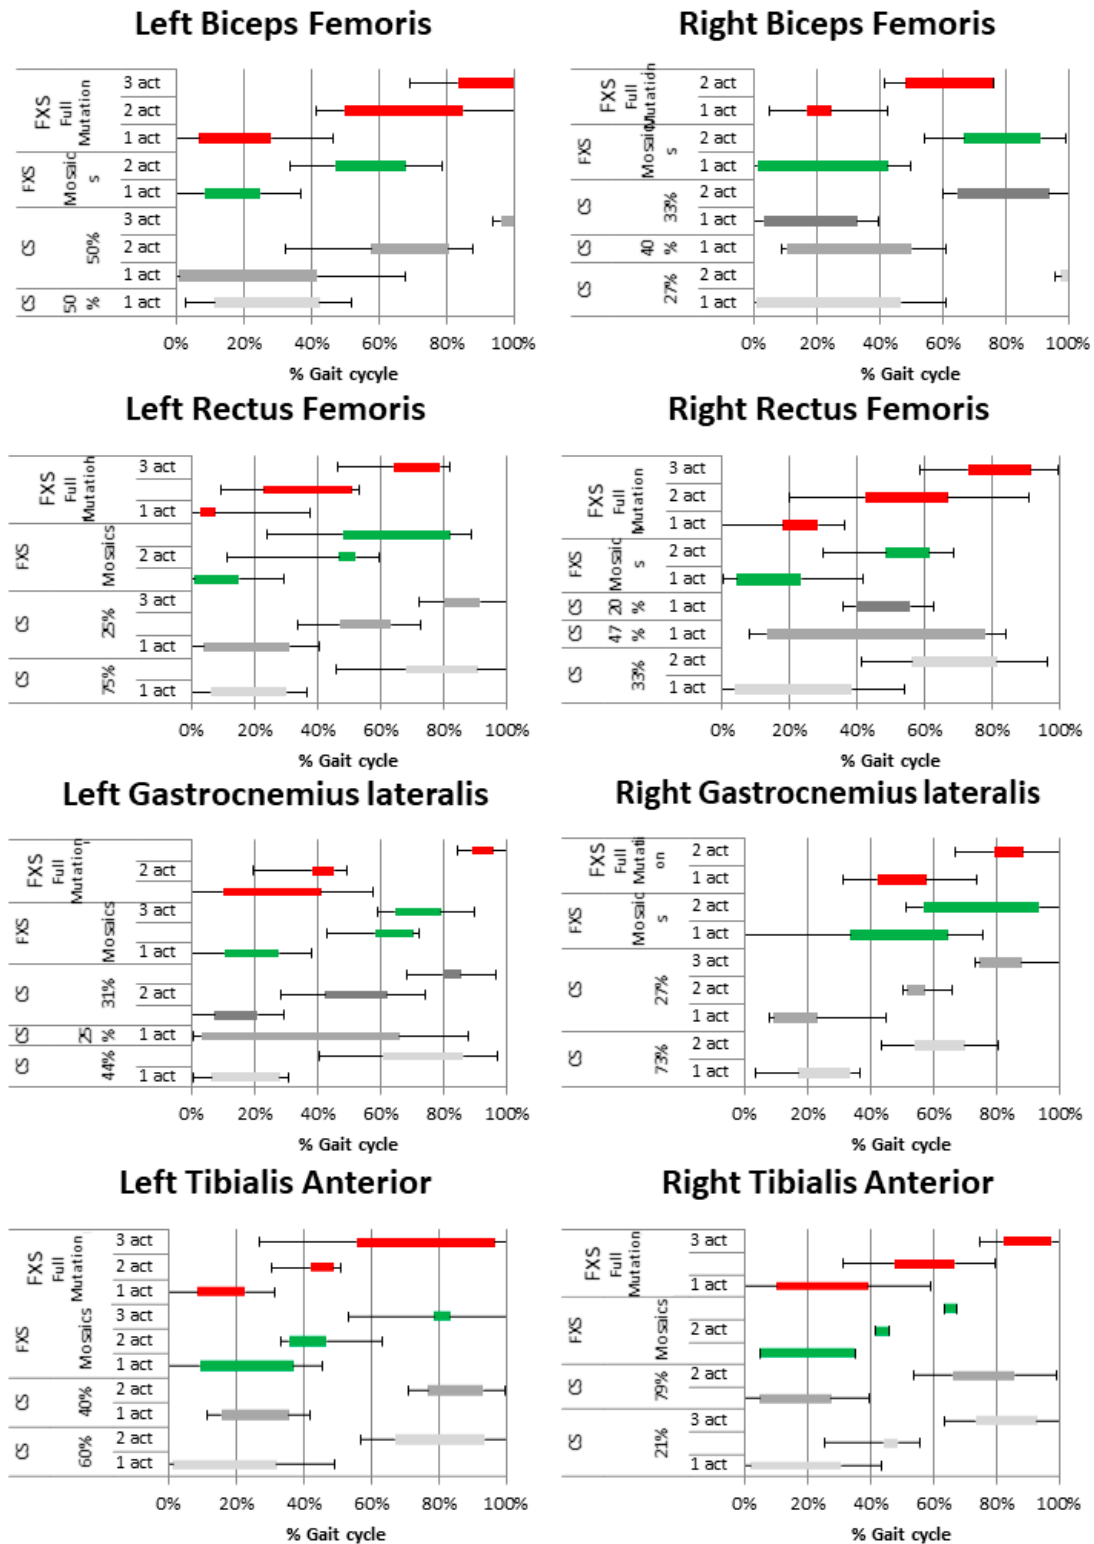 Left Biceps Femoris
FXS
Full
Mutation
3 act
2 act
1 act
FXS
Mosaic
s
2 act
1 act
CS
50%
3 act
2 act
1 act
CS
50
%
1 act
0% 20% 40% 60% 80% 100%
% Gait cycyle
Right Biceps Femoris
FXS
Full
Mutation
2 act
1 act
FXS
Mosaic
s
2 act
1 act
CS
33%
2 act
1 act
CS
40
%
1 act
CS
27%
2 act
1 act
0% 20% 40% 60% 80% 100%
% Gait cycle
Left Rectus Femoris
FXS
Full
Mutation
3 act
1 act
FXS
Mosaics
2 act
CS
25%
3 act
1 act
CS
75%
1 act
0% 20% 40% 60% 80% 100%
% Gait cycle
Right Rectus Femoris
FXS
Full
Mutation
3 act
2 act
1 act
FXS
Mosaic
s
2 act
1 act
CS
20
%
1 act
CS
47
%
1 act
CS
33%
2 act
1 act
0% 20% 40% 60% 80% 100%
% Gait cycle
Left Gastrocnemius lateralis
FXS
Full
Mutation
2 act
FXS
Mosaics
3 act
1 act
CS
31%
2 act
CS
25
%
1 act
CS
44%
1 act
0% 20% 40% 60% 80% 100%
% Gait cycle
Right Gastrocnemius lateralis
FXS
Full
Mutati
on
2 act
1 act
FXS
Mosaic
s
2 act
1 act
CS
27%
3 act
2 act
1 act
CS
73%
2 act
1 act
0% 20% 40% 60% 80% 100%
% Gait cycle
Left Tibialis Anterior
FXS
Full
Mutation
3 act
2 act
1 act
FXS
Mosaics
3 act
2 act
1 act
CS
40%
2 act
1 act
CS
60%
2 act
1 act
0% 20% 40% 60% 80% 100%
% Gait cycle
Right Tibialis Anterior
FXS
Full
Mutation
3 act
1 act
FXS
Mosaics
2 act
CS
79%
2 act
CS
21%
3 act
1 act
0% 20% 40% 60% 80% 100%
% Gait cycle